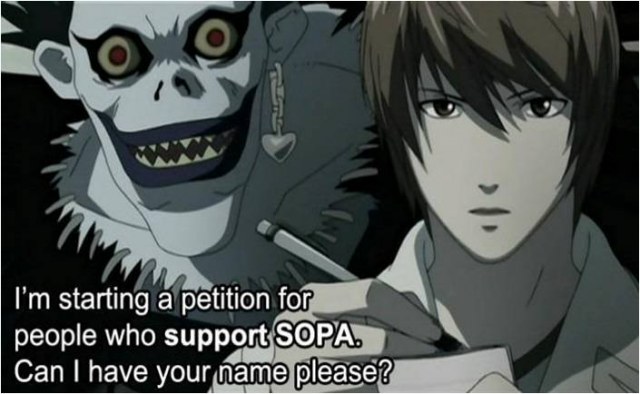 I'm starting a petition for
people who support SOPA.
Can I have your name please?